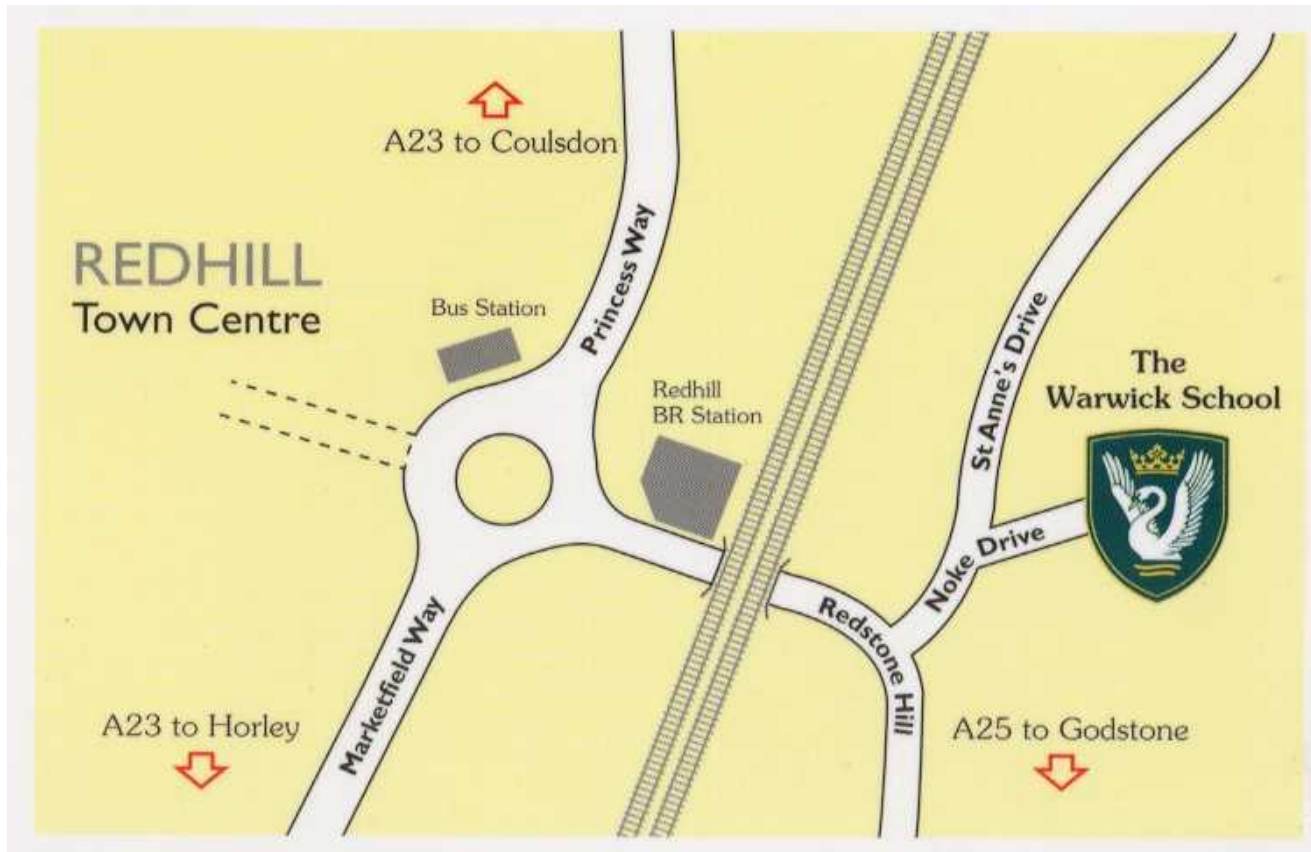 A23 to Coulsdon
REDHILL
Town Centre
Bus Station
Princess Way
Redhill
BR Station
St Anne's Drive
The
Warwick School
Noke Drive
Redstone Hill
Marketfield Way
A23 to Horley
A25 to Godstone